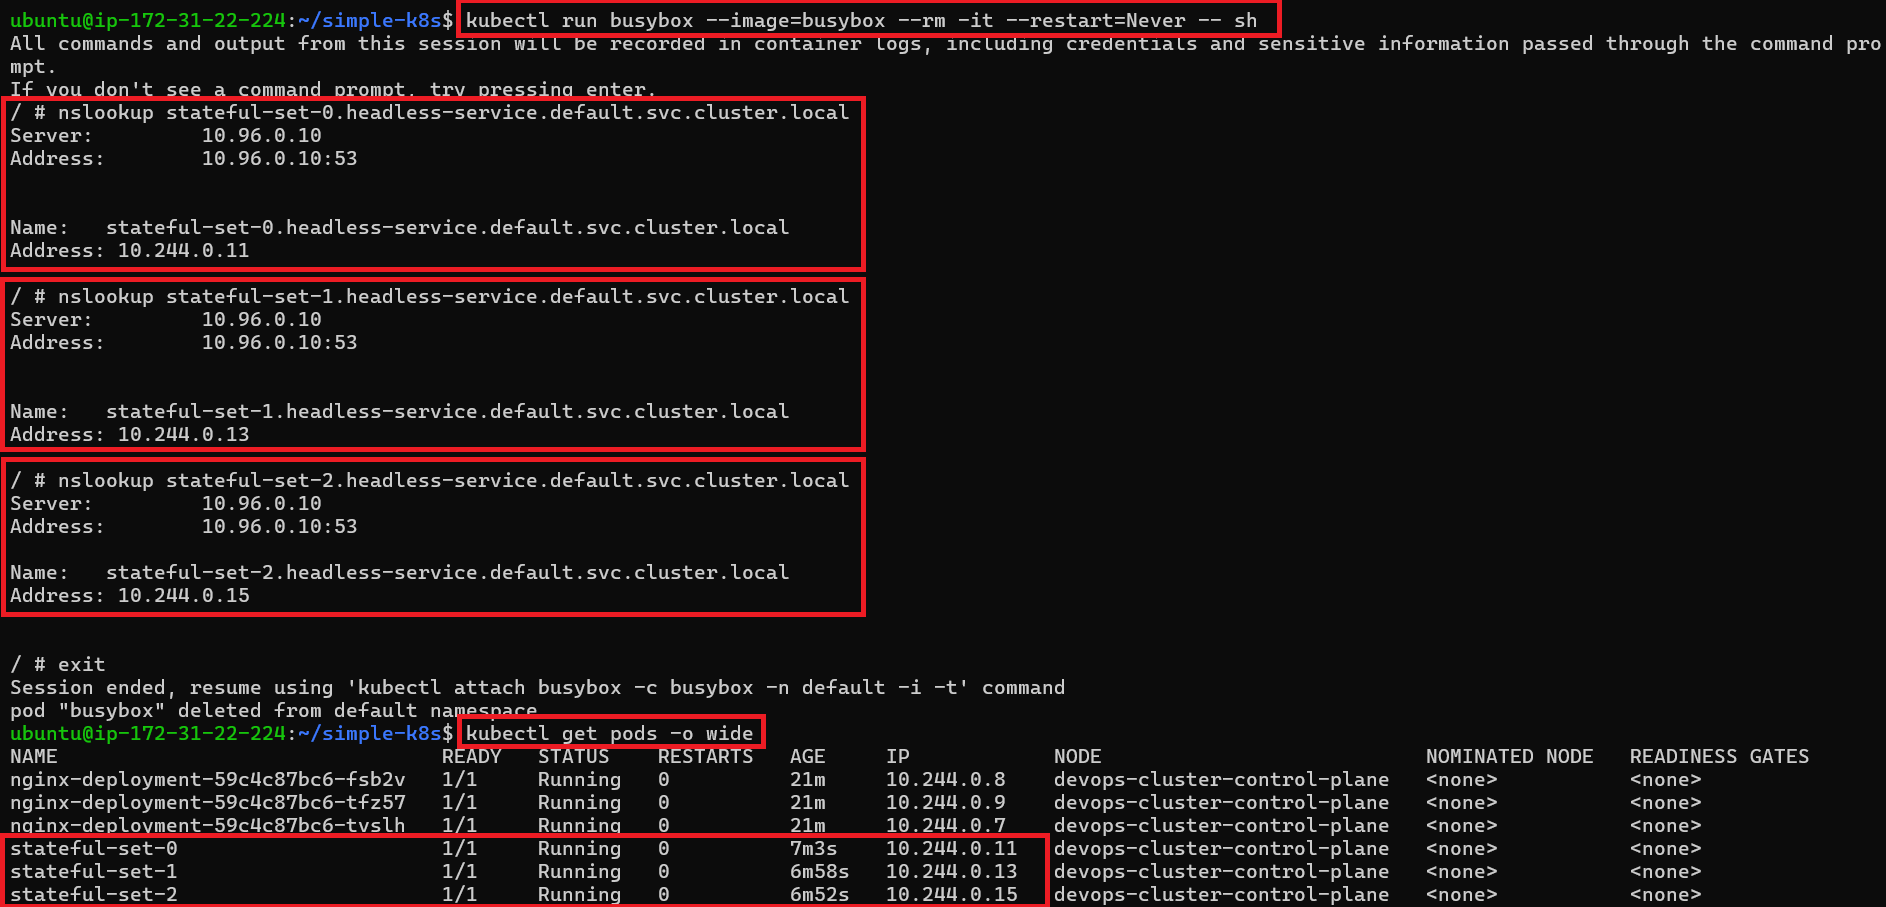 ubuntu@ip-172-31-22-224:~/simple-k8s$ kubectl run busybox --image=busybox --rm -it --restart=Never -- sh
All commands and output from this session will be recorded in container logs, including credentials and sensitive information passed through the command pro
mpt.
If you don't see a command prompt, try pressing enter.
/ # nslookup stateful-set-0.headless-service.default.svc.cluster.local
Server:         10.96.0.10
Address:        10.96.0.10:53
Name:   stateful-set-0.headless-service.default.svc.cluster.local
Address: 10.244.0.11
/ # nslookup stateful-set-1.headless-service.default.svc.cluster.local
Server:         10.96.0.10
Address:        10.96.0.10:53
Name:   stateful-set-1.headless-service.default.svc.cluster.local
Address: 10.244.0.13
/ # nslookup stateful-set-2.headless-service.default.svc.cluster.local
Server:         10.96.0.10
Address:        10.96.0.10:53
Name:   stateful-set-2.headless-service.default.svc.cluster.local
Address: 10.244.0.15
/ # exit
Session ended, resume using 'kubectl attach busybox -c busybox -n default -i -t' command
pod "busybox" deleted from default namespace
ubuntu@ip-172-31-22-224:~/simple-k8s$ kubectl get pods -o wide
NAME                                READY   STATUS    RESTARTS   AGE     IP            NODE                           NOMINATED NODE   READINESS GATES
nginx-deployment-59c4c87bc6-fsb2v   1/1     Running   0          21m     10.244.0.8    devops-cluster-control-plane   <none>           <none>
nginx-deployment-59c4c87bc6-tfz57   1/1     Running   0          21m     10.244.0.9    devops-cluster-control-plane   <none>           <none>
nginx-deployment-59c4c87bc6-tvslh   1/1     Running   0          21m     10.244.0.7    devops-cluster-control-plane   <none>           <none>
stateful-set-0                      1/1     Running   0          7m3s    10.244.0.11   devops-cluster-control-plane   <none>           <none>
stateful-set-1                      1/1     Running   0          6m58s   10.244.0.13   devops-cluster-control-plane   <none>           <none>
stateful-set-2                      1/1     Running   0          6m52s   10.244.0.15   devops-cluster-control-plane   <none>           <none>